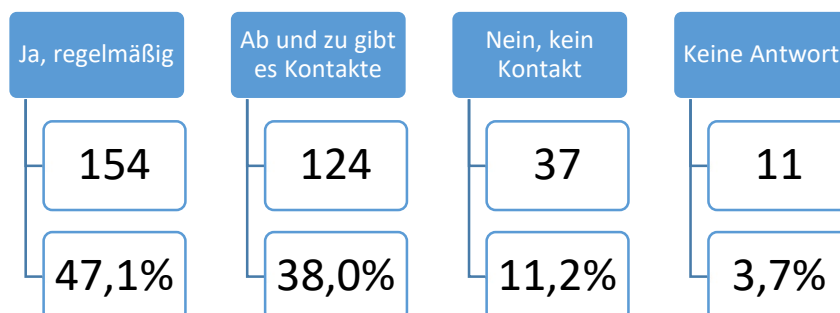 Ja, regelmäßig
154
47,1%
Ab und zu gibt
es Kontakte
124
38,0%
Nein, kein
Kontakt
37
11,2%
Keine Antwort
11
3,7%